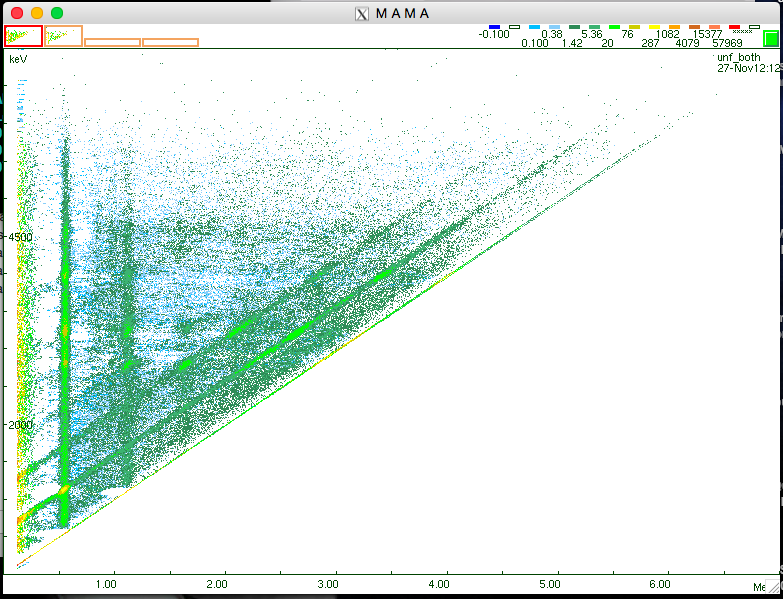 MAMA
-0.100 0.38 5.36 76 1082 15377 xxxxx
0.100 1.42 20 287 4079 57969
keV
unf_both
27-Nov12:12
4500
2000
1.00 2.00 3.00 4.00 5.00 6.00